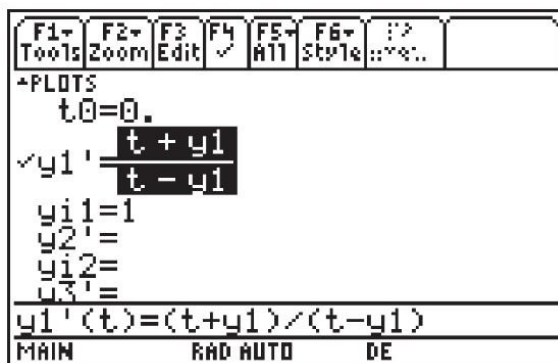 F1 Tools F2 Zoom F3 Edit F4 ✓ F5 All F6 Style
PLOTS
t0=0.
✓y1'=(t + y1)/(t - y1)
yi1=1
y2'=
yi2=
y3'=
y1'(t)=(t+y1)/(t-y1)
MAIN RAD AUTO DE